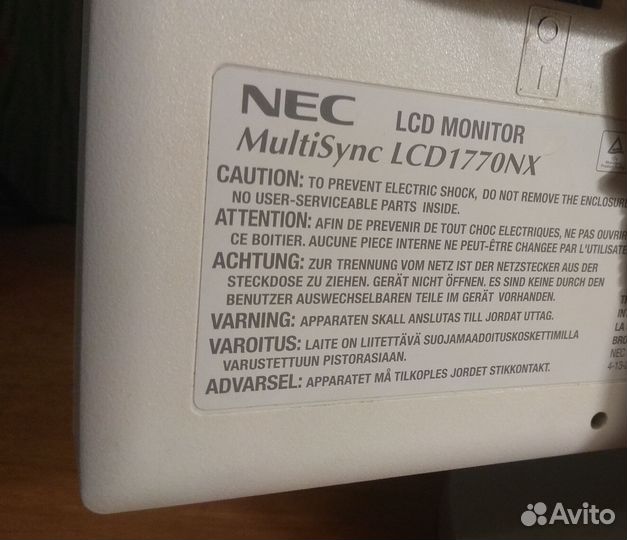 NEC LCD MONITOR
MultiSync LCD1770NX
CAUTION: TO PREVENT ELECTRIC SHOCK, DO NOT REMOVE THE ENCLOSURE
NO USER-SERVICEABLE PARTS INSIDE.
ATTENTION: AFIN DE PREVENIR DE TOUT CHOC ELECTRIQUES, NE PAS OUVRIR
CE BOITIER. AUCUNE PIECE INTERNE NE PEUT-ÊTRE CHANGEE PAR L'UTILISATE
ACHTUNG: ZUR TRENNUNG VOM NETZ IST DER NETZSTECKER AUS DER
STECKDOSE ZU ZIEHEN. GERÄT NICHT ÖFFNEN. ES SIND KEINE DURCH DEN
BENUTZER AUSWECHSELBAREN TEILE IM GERÄT VORHANDEN.
VARNING: APPARATEN SKALL ANSLUTAS TILL JORDAT UTTAG.
VAROITUS: LAITE ON LIITETTÄVÄ SUOJAMAADOITUSKOSKETTIMILLA
VARUSTETTUUN PISTORASIAAN.
ADVARSEL: APPARATET MÅ TILKOPLES JORDET STIKKONTAKT.
LA
NEC
4-13-
Avito